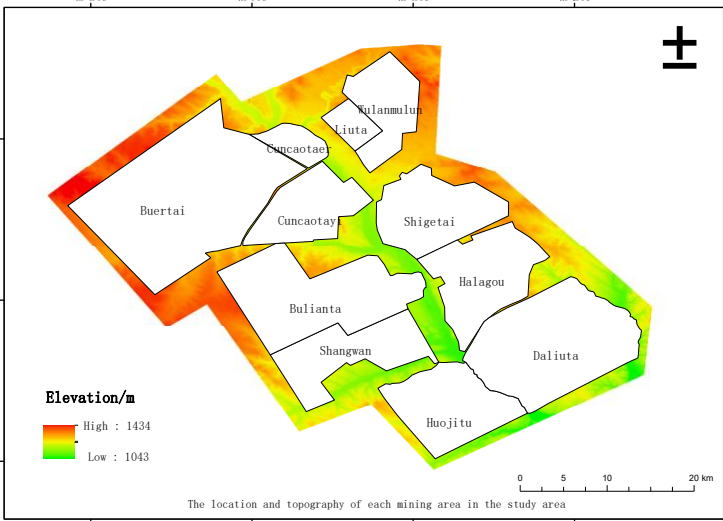 Wulanmulun
Liuta
Cuncaotaer
Buertai
Cuncaotayi
Shigetai
Halagou
Bulianta
Shangwan
Daliuta
Huojitu
Elevation/m
High : 1434
Low : 1043
0 5 10 20 km
The location and topography of each mining area in the study area